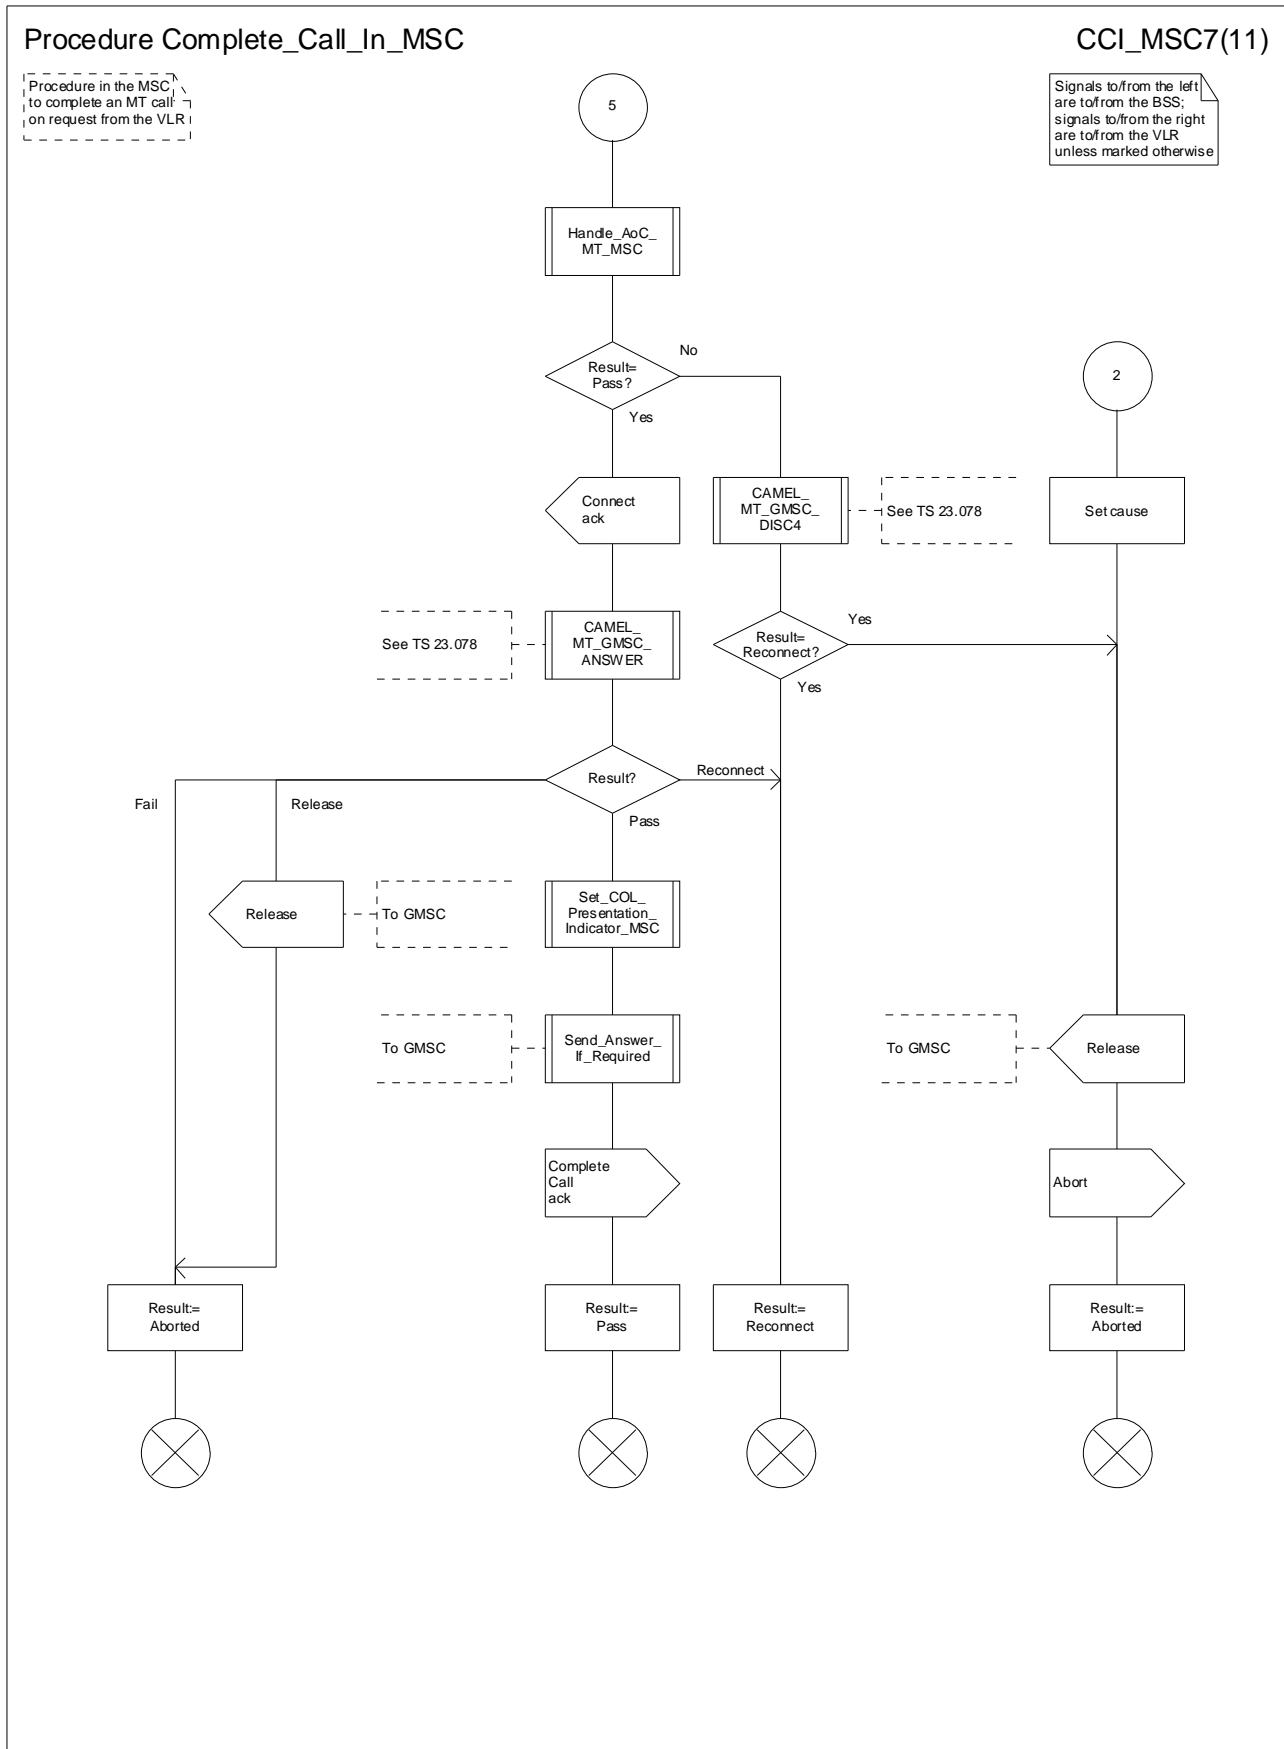 Procedure Complete_Call_In_MSC
CCI_MSC7(11)
Procedure in the MSC
to complete an MT call
on request from the VLR
Signals to/from the left
are to/from the BSS;
signals to/from the right
are to/from the VLR
unless marked otherwise
5
Handle_AoC_
MT_MSC
Result=
Pass?
No
Yes
2
Connect
ack
CAMEL_
MT_GMSC_
DISC4
See TS 23.078
Set cause
See TS 23.078
CAMEL_
MT_GMSC_
ANSWER
Result=
Reconnect?
Yes
Yes
Result?
Reconnect
Fail
Release
Pass
Release
To GMSC
Set_COL_
Presentation_
Indicator_MSC
To GMSC
Send_Answer_
If_Required
To GMSC
Release
Complete
Call
ack
Abort
Result:=
Aborted
Result:=
Pass
Result:=
Reconnect
Result:=
Aborted